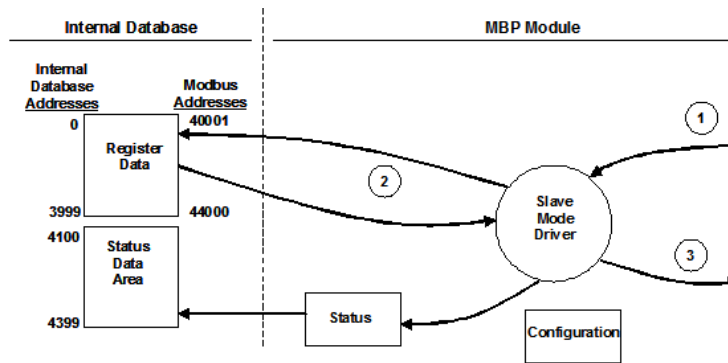 Internal Database
MBP Module
Internal
Database
Addresses
Modbus
Addresses
0
40001
1
Register
Data
2
Slave
Mode
Driver
3999
44000
4100
Status
Data
Area
3
4399
Status
Configuration